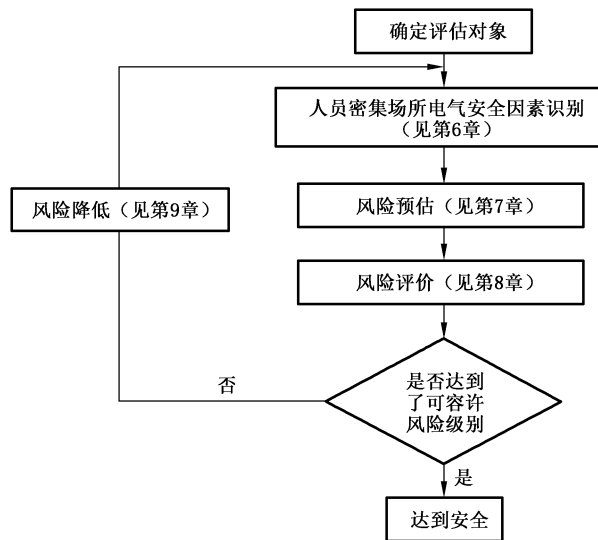 确定评估对象
人员密集场所电气安全因素识别
（见第6章）
风险降低（见第9章）
风险预估（见第7章）
风险评价（见第8章）
是否达到
了可容许
风险级别
否
是
达到安全